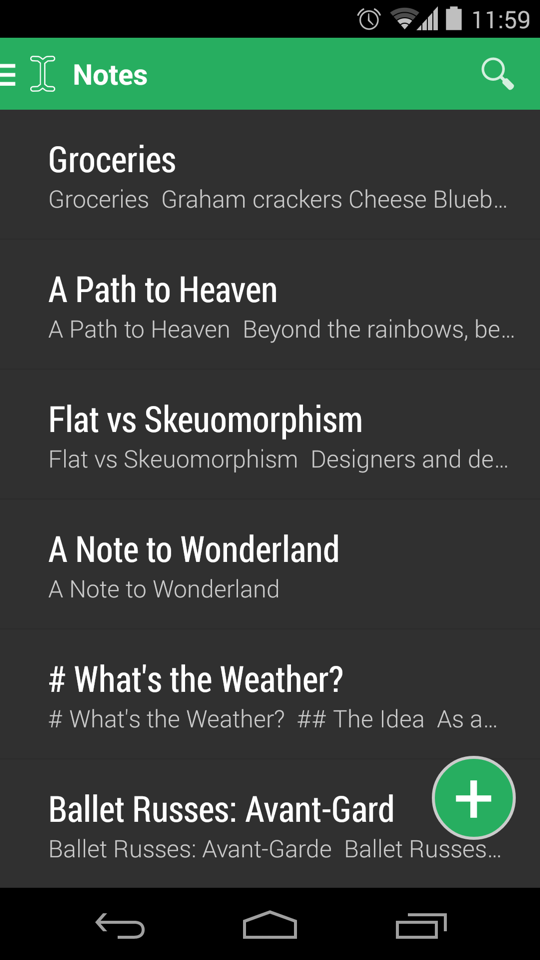 11:59
Notes
Groceries
Groceries Graham crackers Cheese Blueb...
A Path to Heaven
A Path to Heaven Beyond the rainbows, be...
Flat vs Skeuomorphism
Flat vs Skeuomorphism Designers and de...
A Note to Wonderland
A Note to Wonderland
# What's the Weather?
# What's the Weather? ## The Idea As a...
Ballet Russes: Avant-Gard
Ballet Russes: Avant-Garde Ballet Russes...